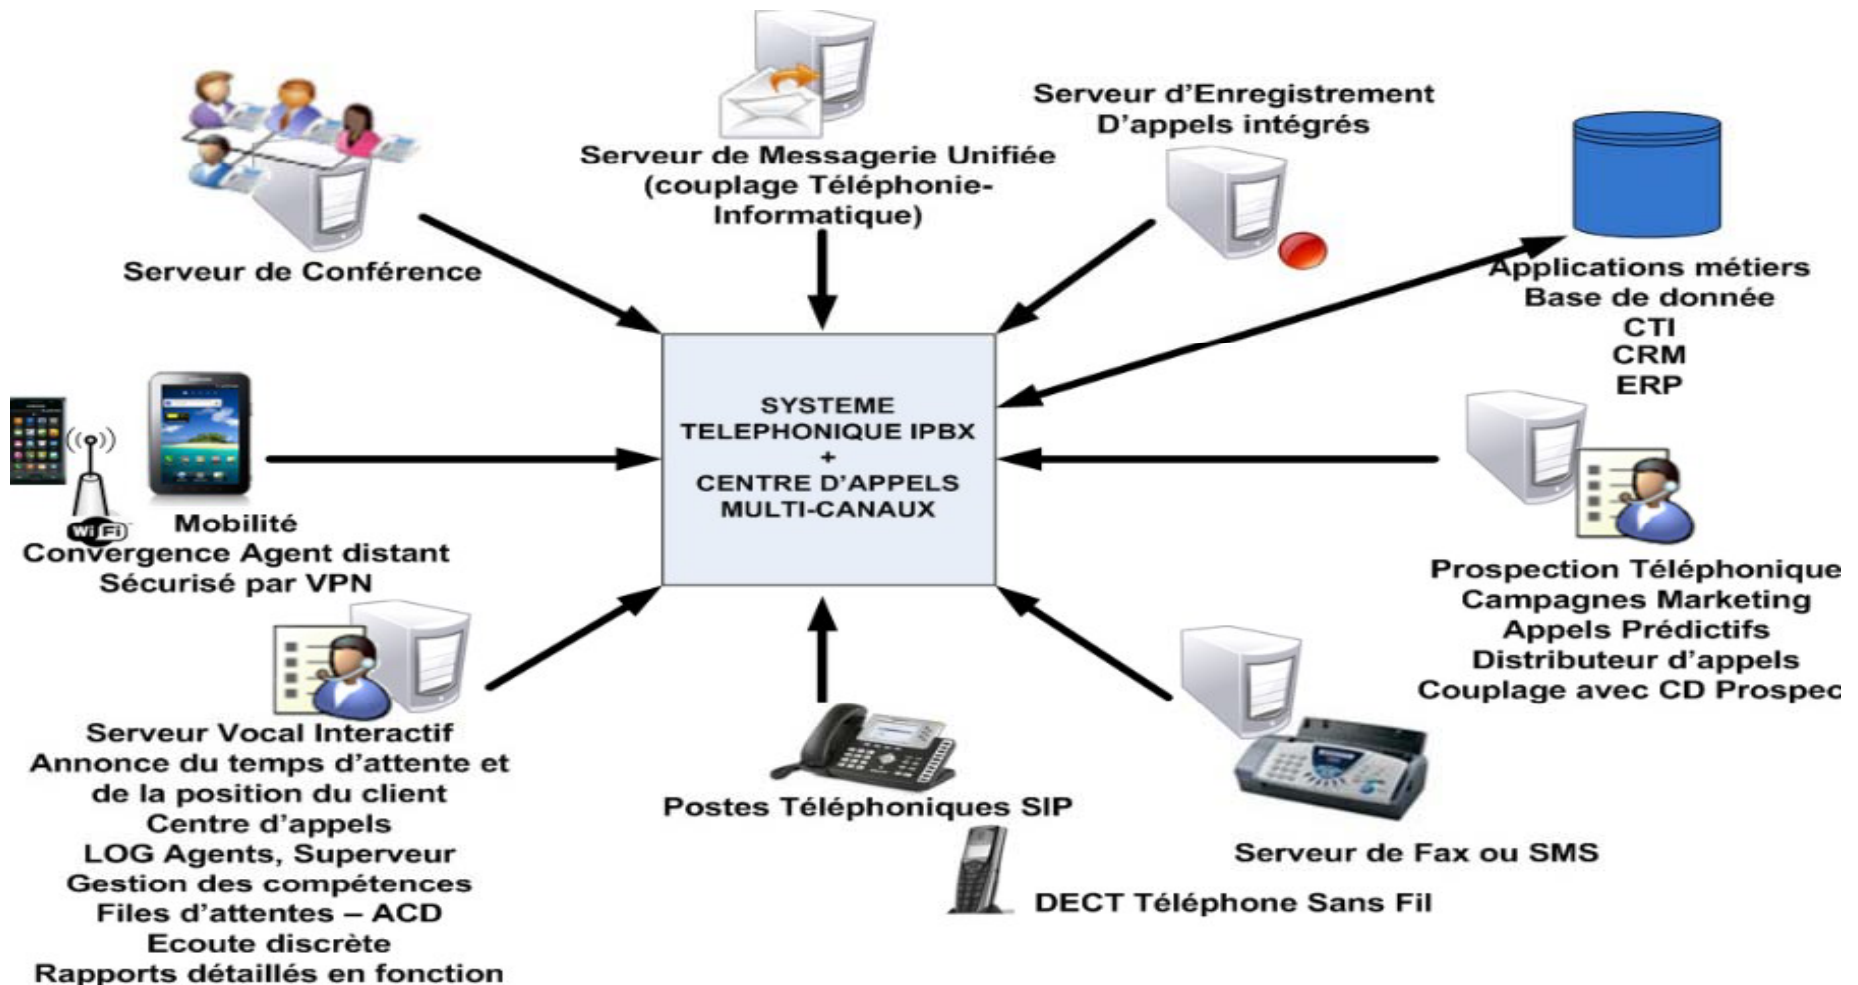 Serveur de Conférence
Serveur de Messagerie Unifiée
(couplage Téléphonie-
Informatique)
Serveur d'Enregistrement
D'appels intégrés
Applications métiers
Base de donnée
CTI
CRM
ERP
SYSTEME
TELEPHONIQUE IPBX
+
CENTRE D'APPELS
MULTI-CANAUX
Wi Fi
Mobilité
Convergence Agent distant
Sécurisé par VPN
Prospection Téléphonique
Campagnes Marketing
Appels Prédictifs
Distributeur d'appels
Couplage avec CD Prospec
Serveur Vocal Interactif
Annonce du temps d'attente et
de la position du client
Centre d'appels
LOG Agents, Superveur
Gestion des compétences
Files d'attentes – ACD
Ecoute discrète
Rapports détaillés en fonction
Postes Téléphoniques SIP
DECT Téléphone Sans Fil
Serveur de Fax ou SMS